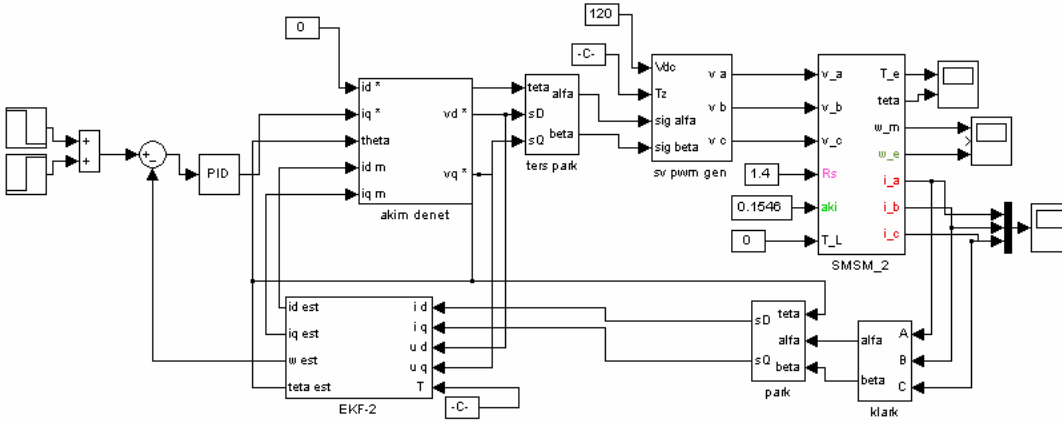 0
id *
iq *
theta
id m
iq m
vd *
vq *
akim denet
teta
sD
sQ
alfa
beta
ters park
120
-C-
Vdc
Tz
sig alfa
sig beta
v a
v b
v c
sv pwm gen
v_a
v_b
v_c
Rs
aki
T_L
T_e
teta
w_m
w_e
i_a
i_b
i_c
SMSM_2
1.4
0.1546
0
+
+
+
-
PID
id est
iq est
w est
teta est
i d
i q
u d
u q
T
EKF-2
-C-
sD
sQ
teta
alfa
beta
park
alfa
beta
A
B
C
klark